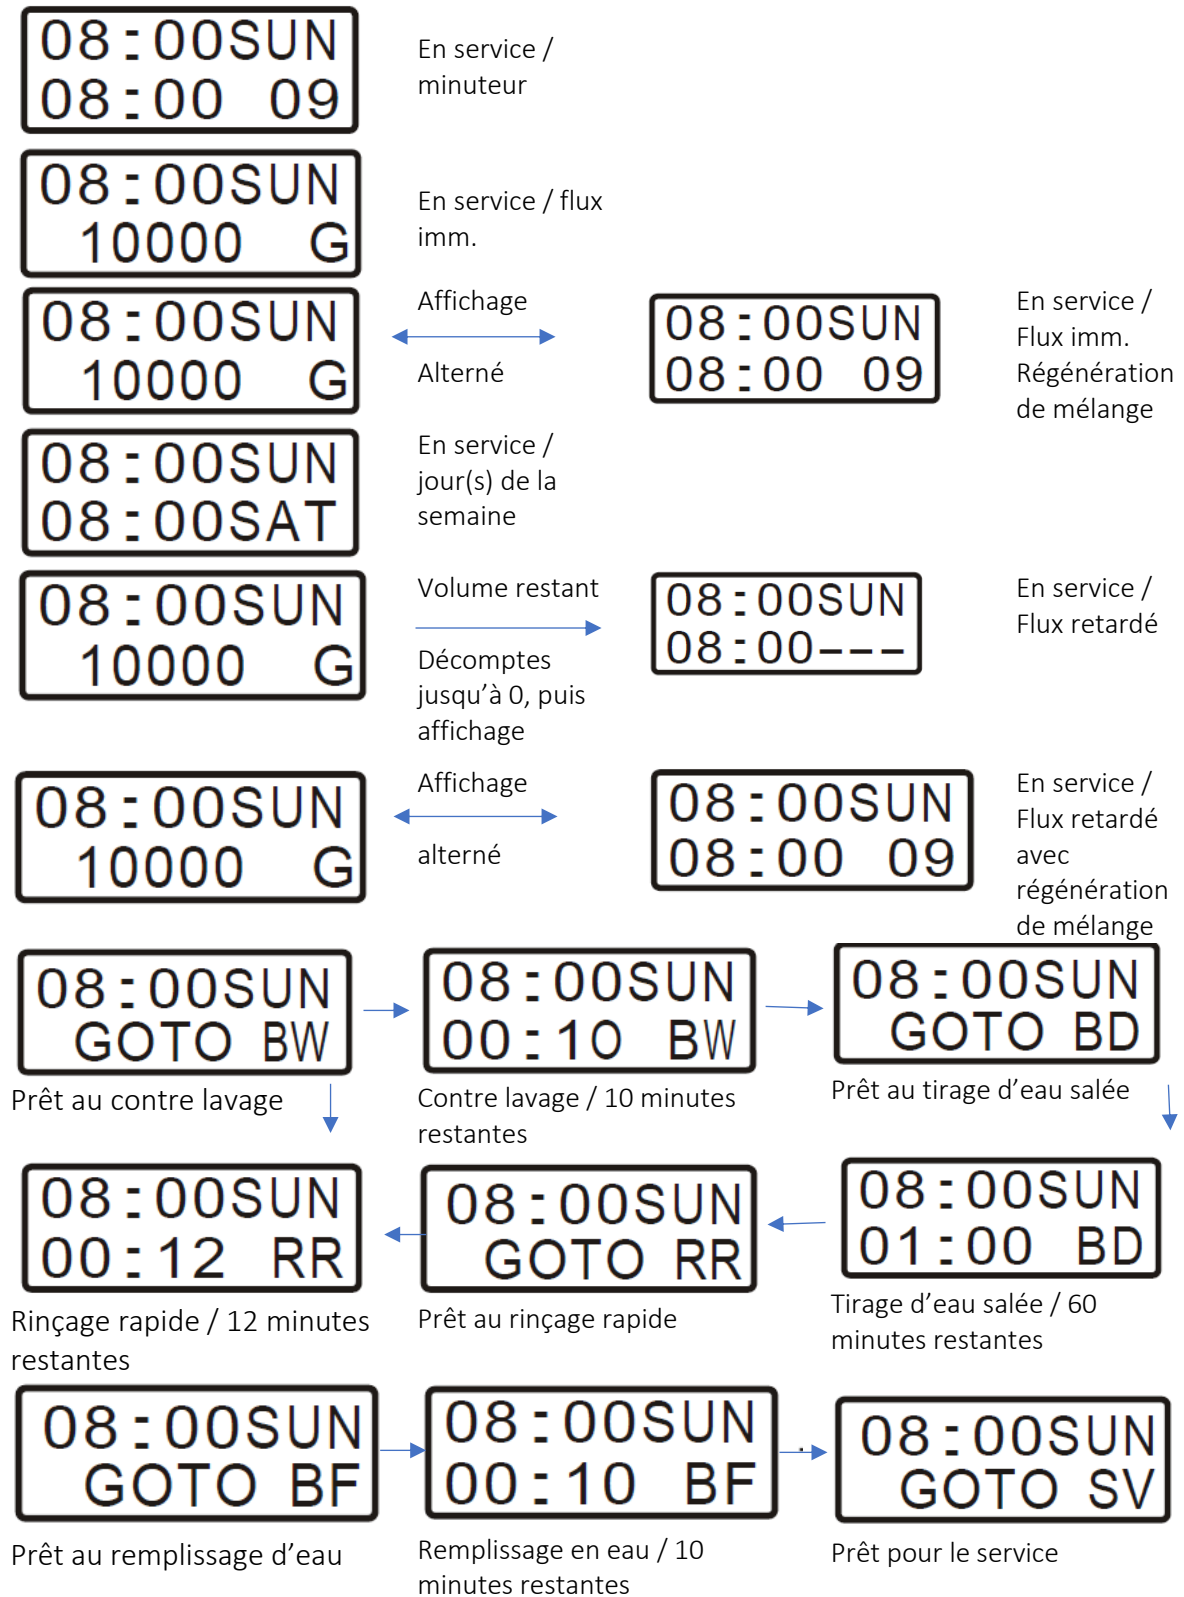 08:00SUN
08:00 09
En service /
minuteur
08:00SUN
10000 G
En service / flux
imm.
08:00SUN
10000 G
Affichage
Alterné
08:00SUN
08:00 09
En service /
Flux imm.
Régénération
de mélange
08:00SUN
08:00SAT
En service /
jour(s) de la
semaine
08:00SUN
10000 G
Volume restant
Décomptes
jusqu’à 0, puis
affichage
08:00SUN
08:00---
En service /
Flux retardé
08:00SUN
10000 G
Affichage
alterné
08:00SUN
08:00 09
En service /
Flux retardé
avec
régénération
de mélange
08:00SUN
GOTO BW
Prêt au contre lavage
08:00SUN
00:10 BW
Contre lavage / 10 minutes
restantes
08:00SUN
GOTO BD
Prêt au tirage d’eau salée
08:00SUN
00:12 RR
Rinçage rapide / 12 minutes
restantes
08:00SUN
GOTO RR
Prêt au rinçage rapide
08:00SUN
01:00 BD
Tirage d’eau salée / 60
minutes restantes
08:00SUN
GOTO BF
Prêt au remplissage d’eau
08:00SUN
00:10 BF
Remplissage en eau / 10
minutes restantes
08:00SUN
GOTO SV
Prêt pour le service